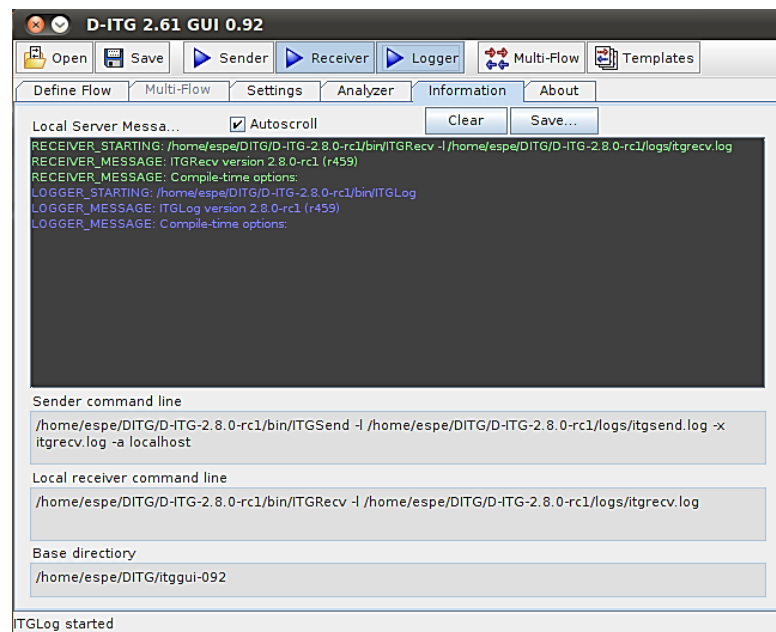 D-ITG 2.61 GUI 0.92
Open Save Sender Receiver Logger Multi-Flow Templates
Define Flow Multi-Flow Settings Analyzer Information About
Local Server Messa... Autoscroll Clear Save...
RECEIVER_STARTING: /home/espe/DITG/D-ITG-2.8.0-rc1/bin/ITGRecv -l /home/espe/DITG/D-ITG-2.8.0-rc1/logs/itgrecv.log
RECEIVER_MESSAGE: ITGRecv version 2.8.0-rc1 (r459)
RECEIVER_MESSAGE: Compile-time options:
LOGGER_STARTING: /home/espe/DITG/D-ITG-2.8.0-rc1/bin/ITGLog
LOGGER_MESSAGE: ITGLog version 2.8.0-rc1 (r459)
LOGGER_MESSAGE: Compile-time options:
Sender command line
/home/espe/DITG/D-ITG-2.8.0-rc1/bin/ITGSend -l /home/espe/DITG/D-ITG-2.8.0-rc1/logs/itgsend.log -x
itgrecv.log -a localhost
Local receiver command line
/home/espe/DITG/D-ITG-2.8.0-rc1/bin/ITGRecv -l /home/espe/DITG/D-ITG-2.8.0-rc1/logs/itgrecv.log
Base directory
/home/espe/DITG/itggui-092
ITGLog started